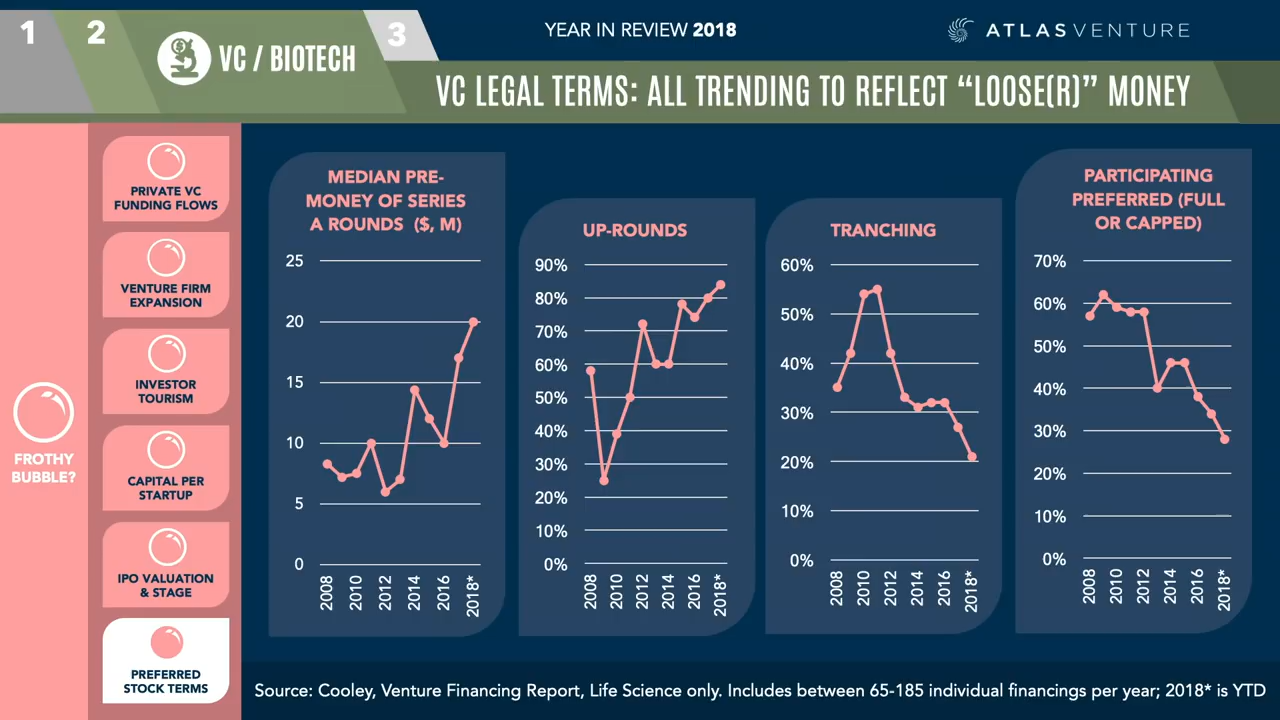 1
2
VC / BIOTECH
3
YEAR IN REVIEW 2018
ATLAS VENTURE
VC LEGAL TERMS: ALL TRENDING TO REFLECT “LOOSE(R)” MONEY
FROTHY
BUBBLE?
PRIVATE VC
FUNDING FLOWS
VENTURE FIRM
EXPANSION
INVESTOR
TOURISM
CAPITAL PER
STARTUP
IPO VALUATION
& STAGE
PREFERRED
STOCK TERMS
MEDIAN PRE-
MONEY OF SERIES
A ROUNDS ($, M)
25
20
15
10
5
0
2008
2010
2012
2014
2016
2018*
UP-ROUNDS
90%
80%
70%
60%
50%
40%
30%
20%
10%
0%
2008
2010
2012
2014
2016
2018*
TRANCHING
60%
50%
40%
30%
20%
10%
0%
2008
2010
2012
2014
2016
2018*
PARTICIPATING
PREFERRED (FULL
OR CAPPED)
70%
60%
50%
40%
30%
20%
10%
0%
2008
2010
2012
2014
2016
2018*
Source: Cooley, Venture Financing Report, Life Science only. Includes between 65-185 individual financings per year; 2018* is YTD